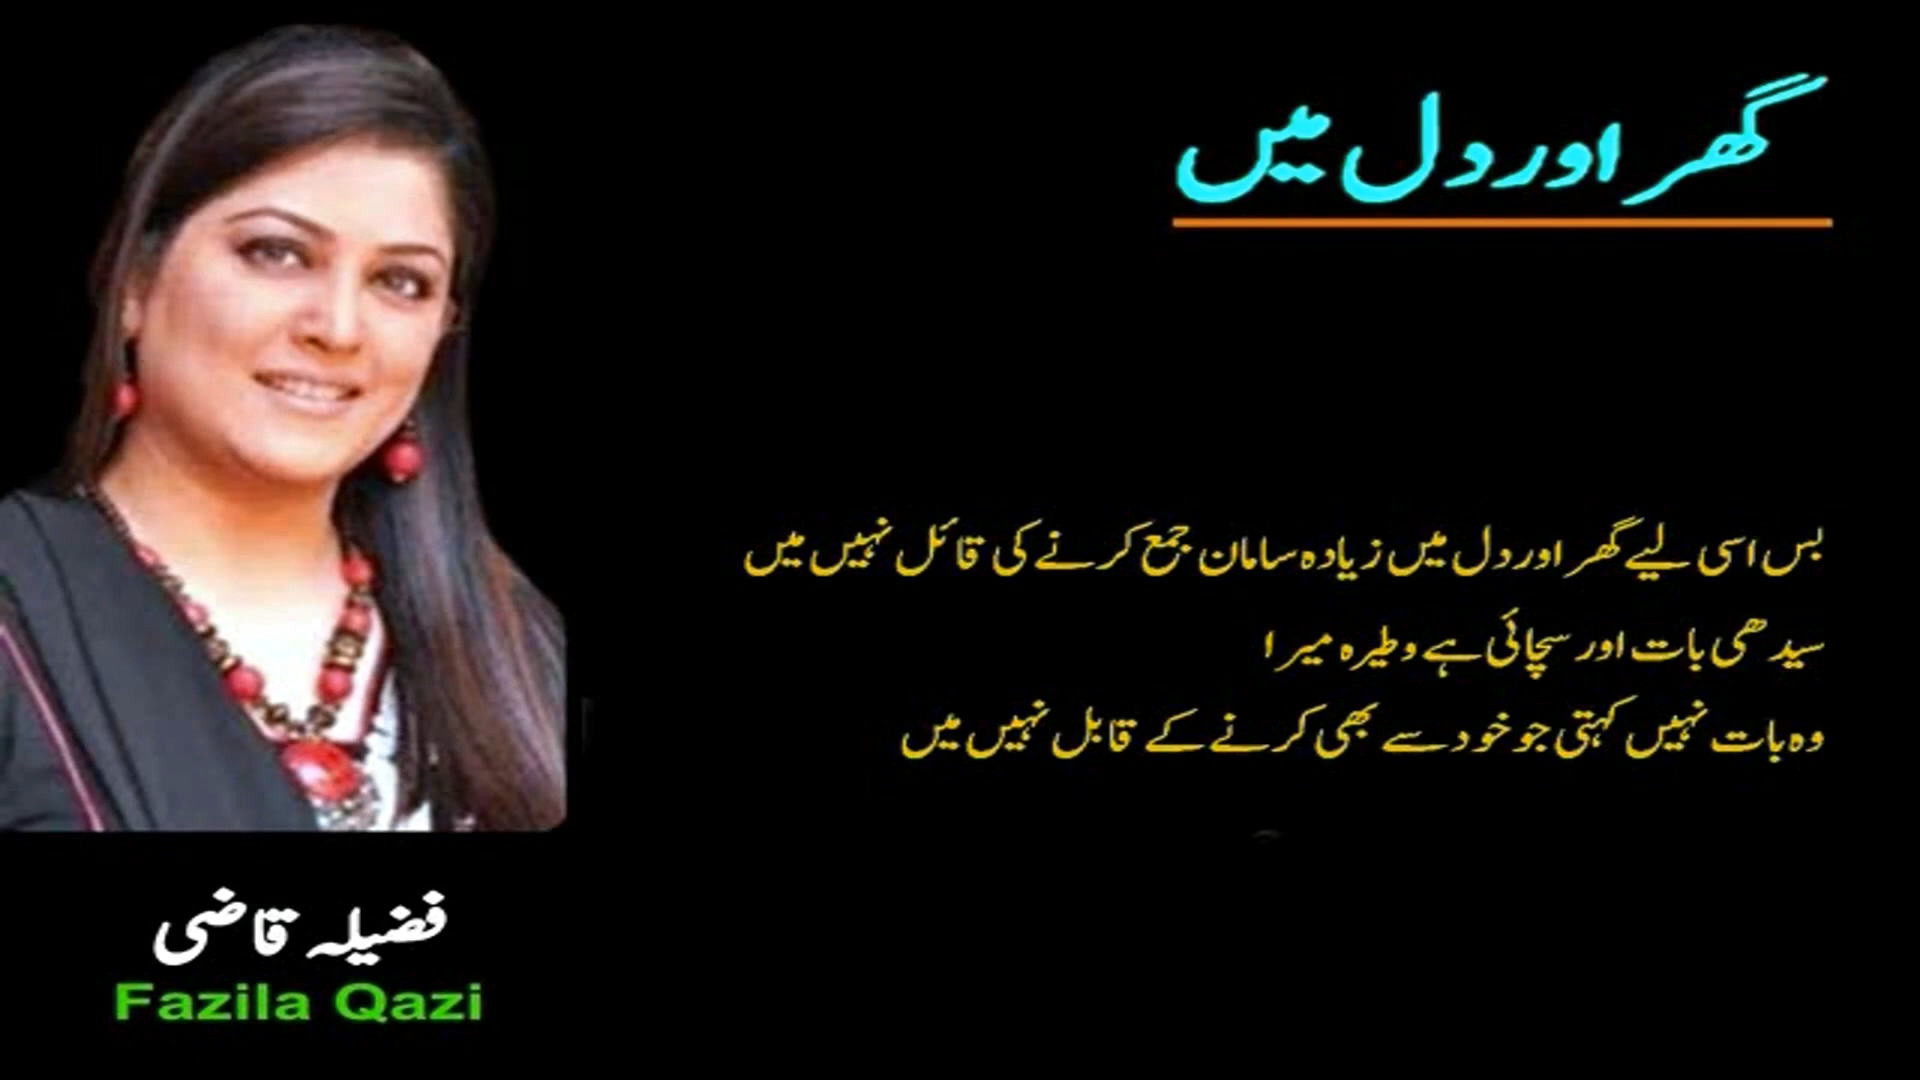 گھر اور دل میں
بس اسی لیے گھر اور دل میں زیادہ سامان جمع کرنے کی قائل نہیں میں
سیدھی بات اور سچائی ہے وطیرہ میرا
وہ بات نہیں کہتی جو خود سے بھی کرنے کے قابل نہیں میں
فضیلہ قاضی
Fazila Qazi